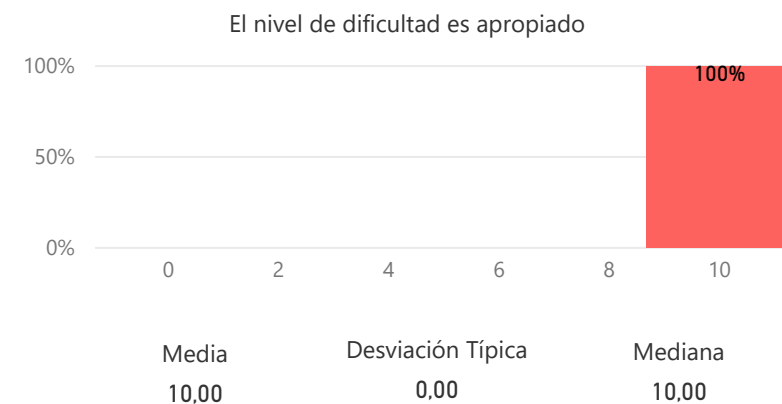 El nivel de dificultad es apropiado
100%
100%
50%
0%
0 2 4 6 8 10
Media Desviación Típica Mediana
10,00 0,00 10,00